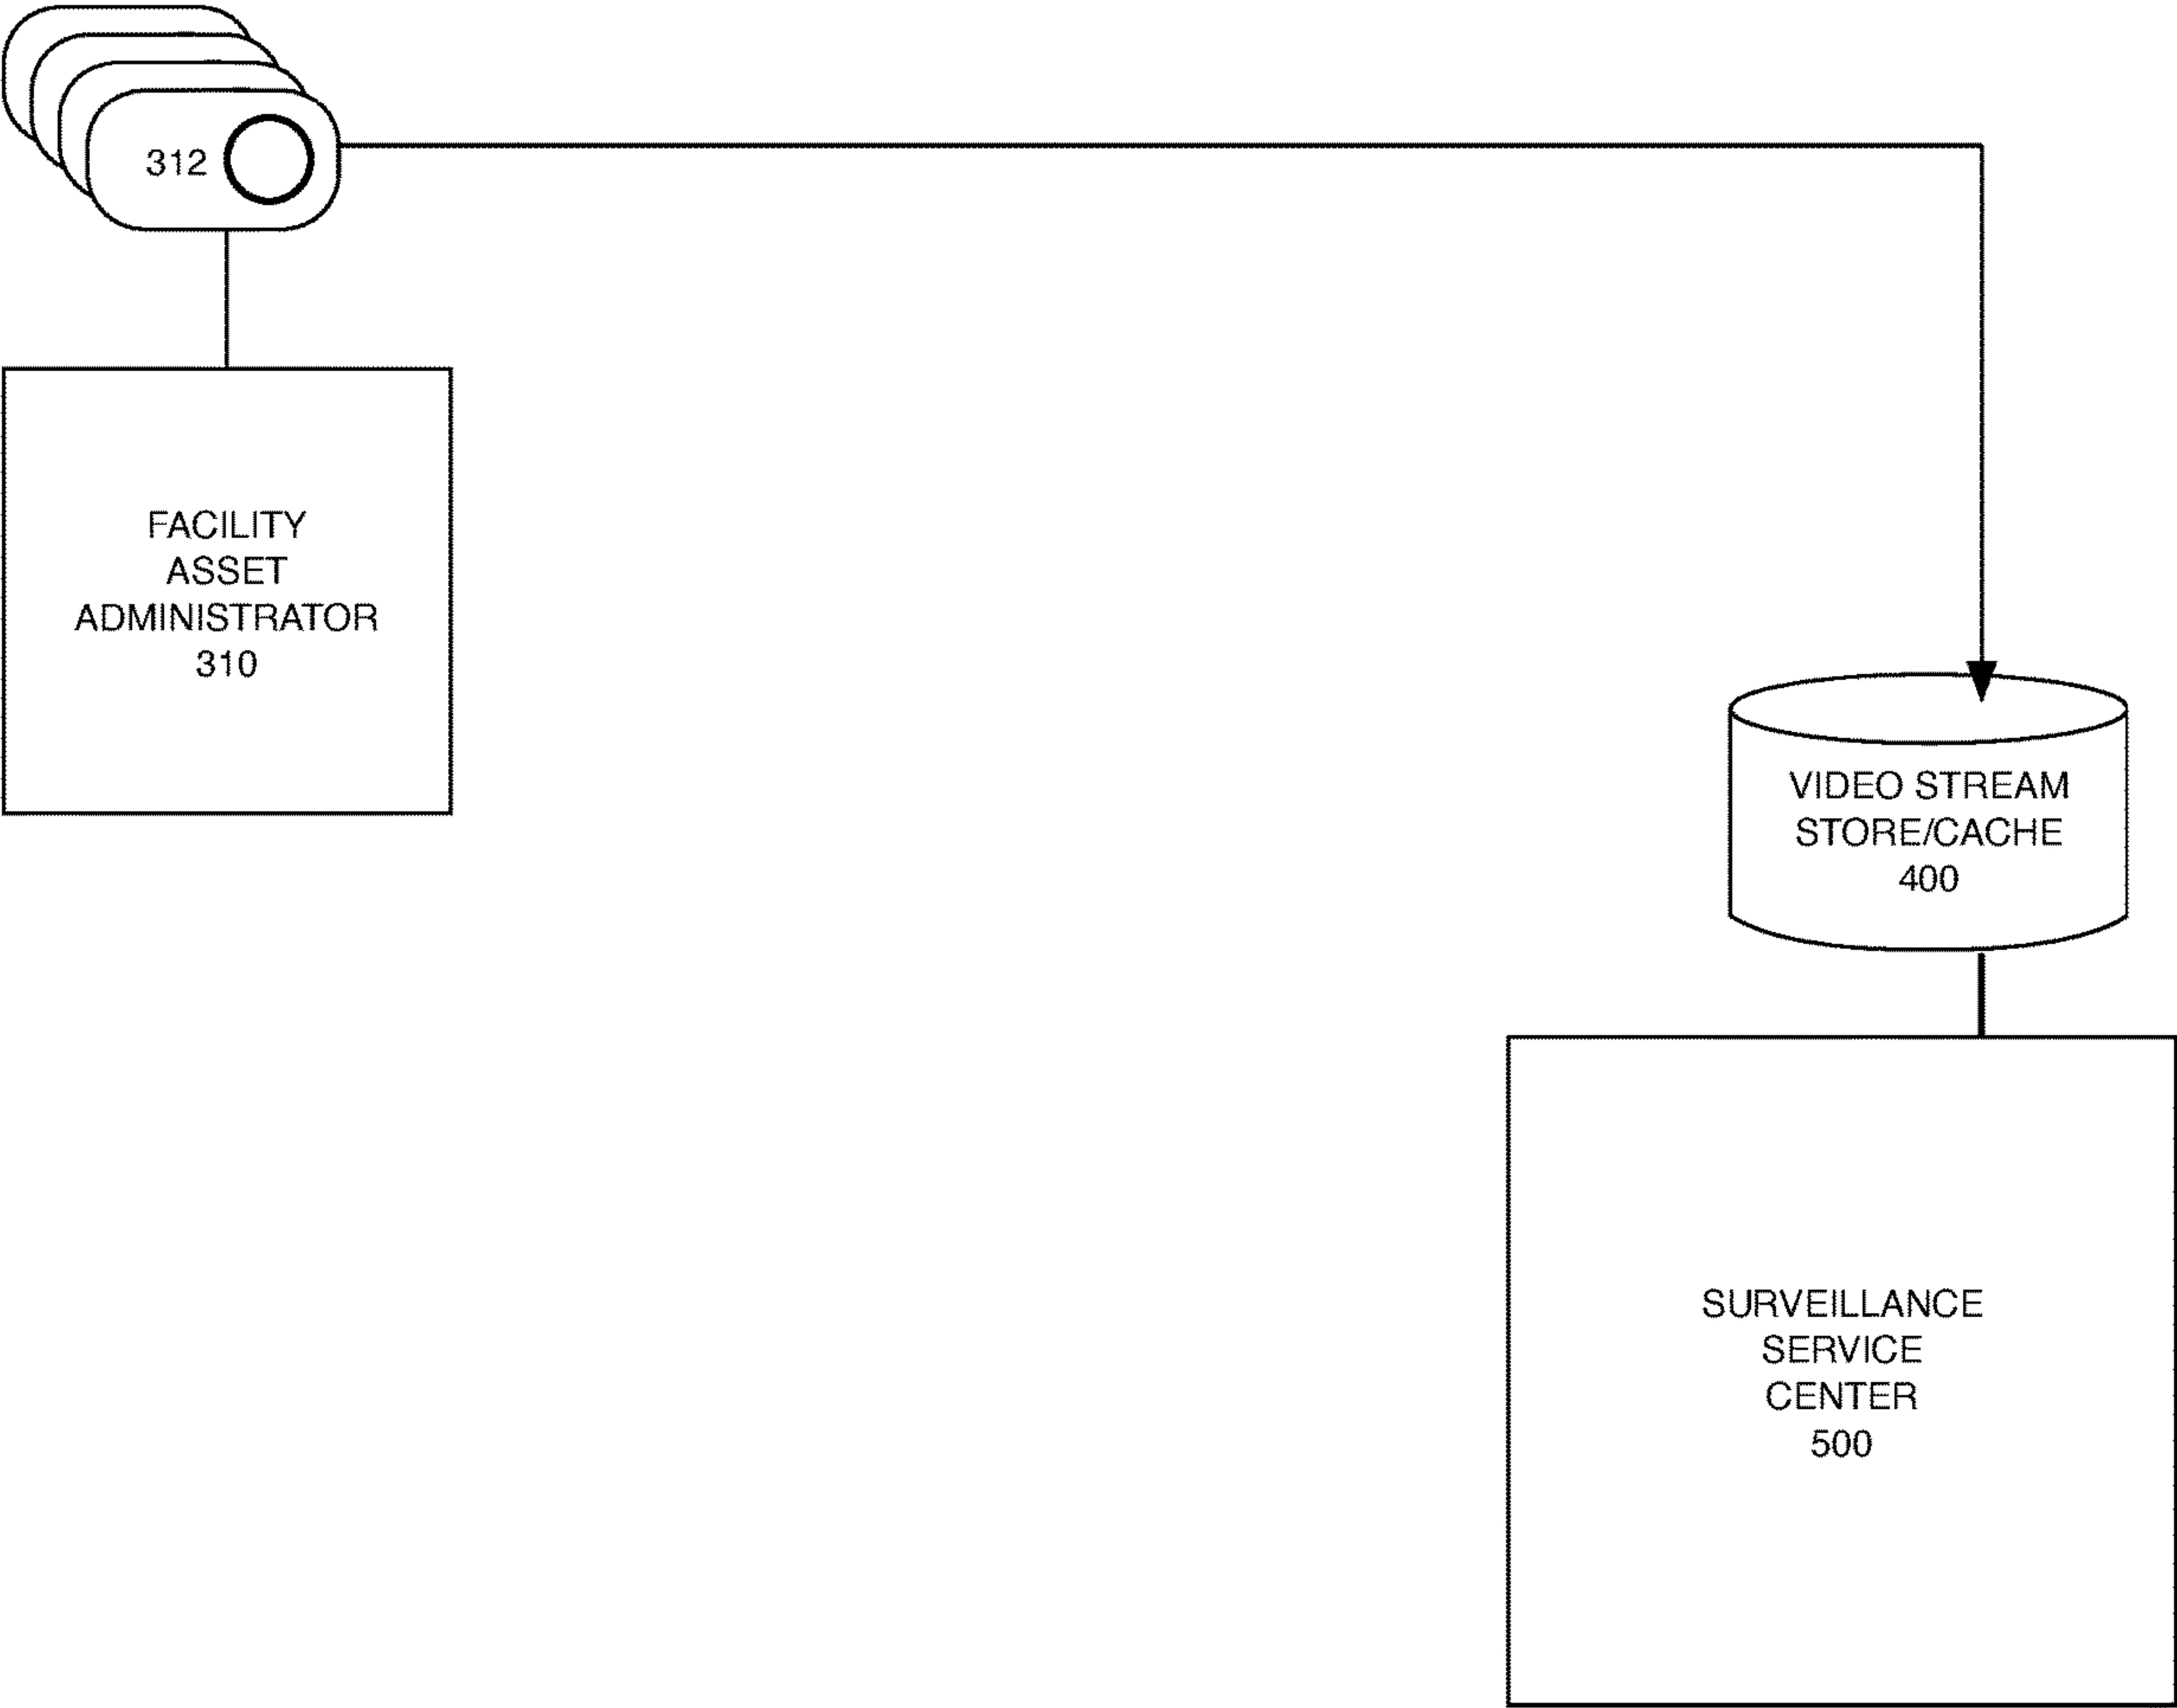 312
FACILITY
ASSET
ADMINISTRATOR
310
VIDEO STREAM
STORE/CACHE
400
SURVEILLANCE
SERVICE
CENTER
500